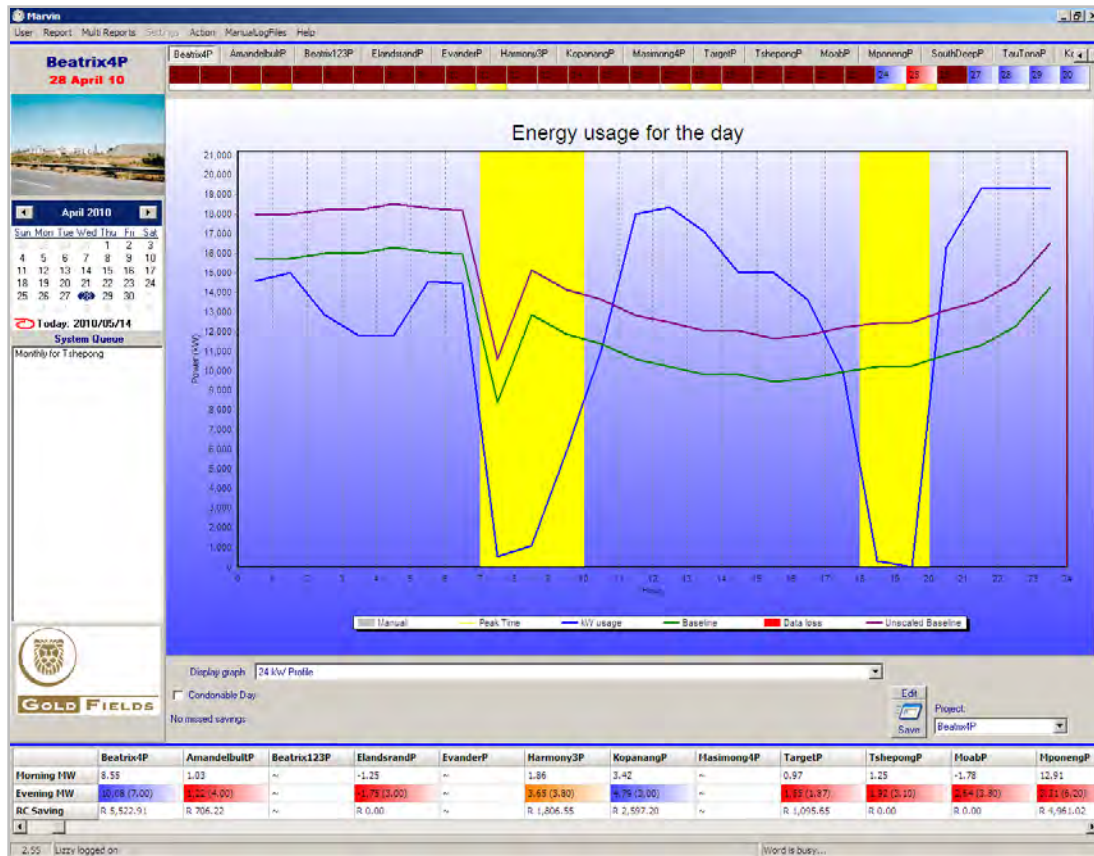 Marvin
User Report Multi Reports Settings Action ManualLogFiles Help
Beatrix4P
28 April 10
Beatrix4P AmandelbultP Beatrix123P ElandsrandP EvanderP Harmony3P KopanangP Masimong4P TargetP TshepongP MoabP MponengP SouthDeepP TauTonaP
24 25 26 27 28 29 30
April 2010
Sun Mon Tue Wed Thu Fri Sat
1 2 3
4 5 6 7 8 9 10
11 12 13 14 15 16 17
18 19 20 21 22 23 24
25 26 27 28 29 30
Today: 2010/05/14
System Queue
Monthly for Tshepong
GOLD FIELDS
Energy usage for the day
Power (kW)
21,000
20,000
19,000
18,000
17,000
16,000
15,000
14,000
13,000
12,000
11,000
10,000
9,000
8,000
7,000
6,000
5,000
4,000
3,000
2,000
1,000
0
0 1 2 3 4 5 6 7 8 9 10 11 12 13 14 15 16 17 18 19 20 21 22 23 24
Hours
Manual Peak Time kW usage Baseline Data loss Unscaled Baseline
Display graph 24 kW Profile
Condonable Day
No missed savings
Edit
Save
Project:
Beatrix4P
Beatrix4P AmandelbultP Beatrix123P ElandsrandP EvanderP Harmony3P KopanangP Masimong4P TargetP TshepongP MoabP MponengP
Morning MW 8.55 1.03 ~ -1.25 ~ 1.86 3.42 ~ 0.97 1.25 -1.78 12.91
Evening MW 10.08 (7.00) (4.00) ~ -1.75 (3.00) ~ 3.65 (3.80) 4.79 (3.00) ~ (1.87) (3.10) (3.80) (6.20)
RC Saving R 5,522.91 R 706.22 ~ R 0.00 ~ R 1,806.55 R 2,597.20 ~ R 1,095.65 R 0.00 R 0.00 R 4,961.02
2.55 Lizzy logged on Word is busy...